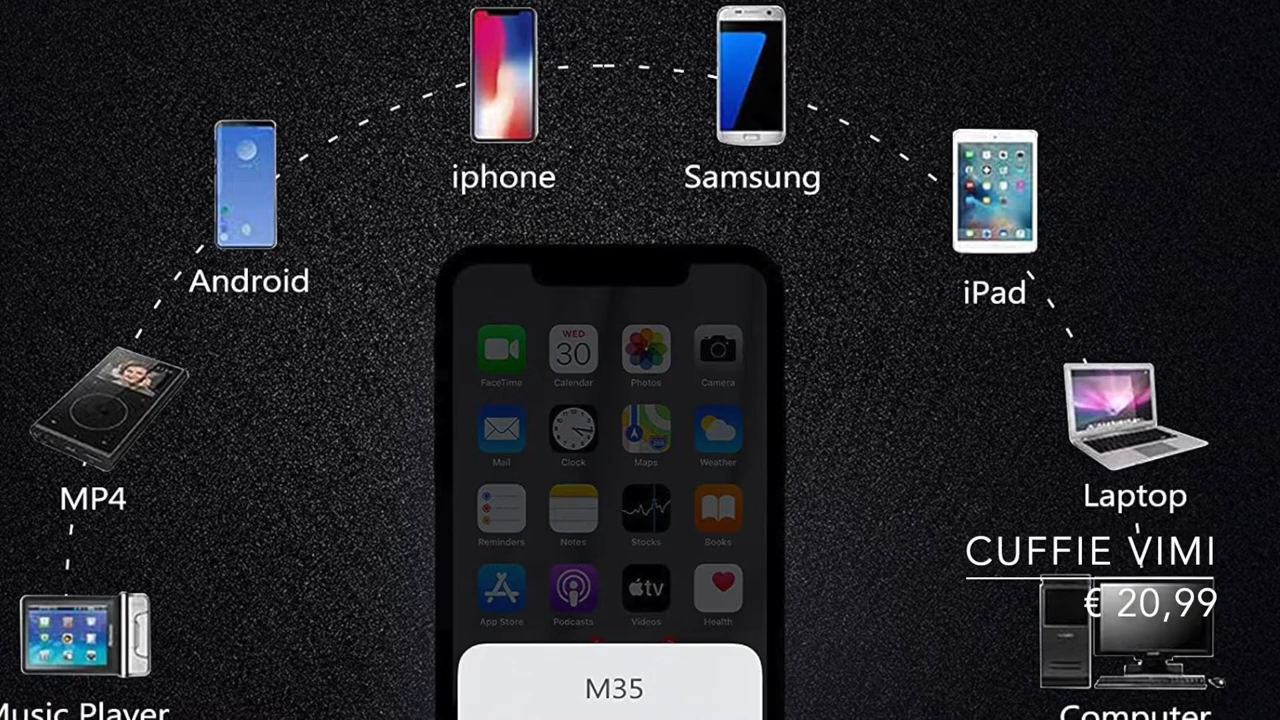 iphone
Samsung
Android
iPad
WED
30
FaceTime
Calendar
Photos
Camera
Mail
Clock
Maps
Weather
MP4
Laptop
Reminders
Notes
Stocks
Books
CUFFIE VIMI
€ 20,99
tv
App Store
Podcasts
Videos
Health
M35
Music Player
Computer